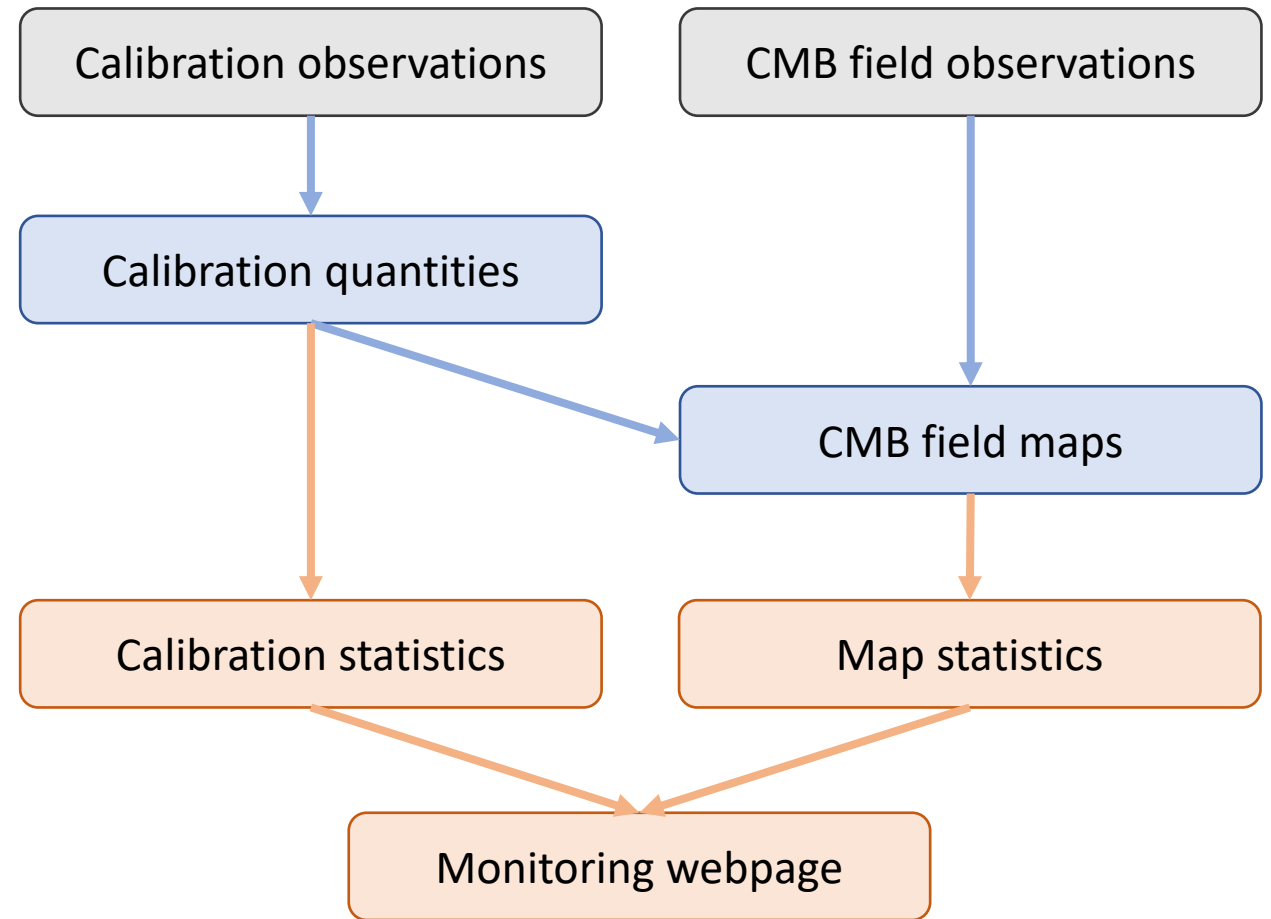 Calibration observations
CMB field observations
Calibration quantities
CMB field maps
Calibration statistics
Map statistics
Monitoring webpage